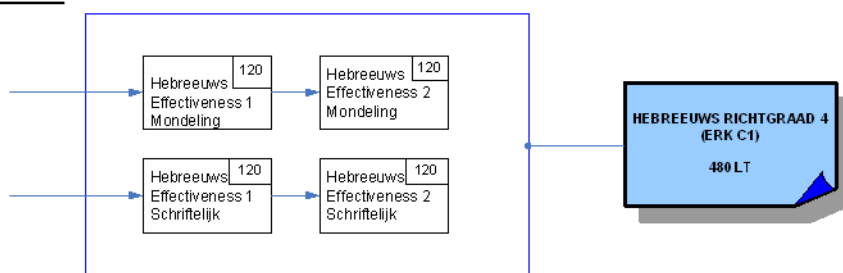 120
Hebreeuws
Effectiveness 1
Mondeling
120
Hebreeuws
Effectiveness 2
Mondeling
120
Hebreeuws
Effectiveness 1
Schriftelijk
120
Hebreeuws
Effectiveness 2
Schriftelijk
HEBREEUWS RICHTGRAAD 4
(ERK C1)
480 LT